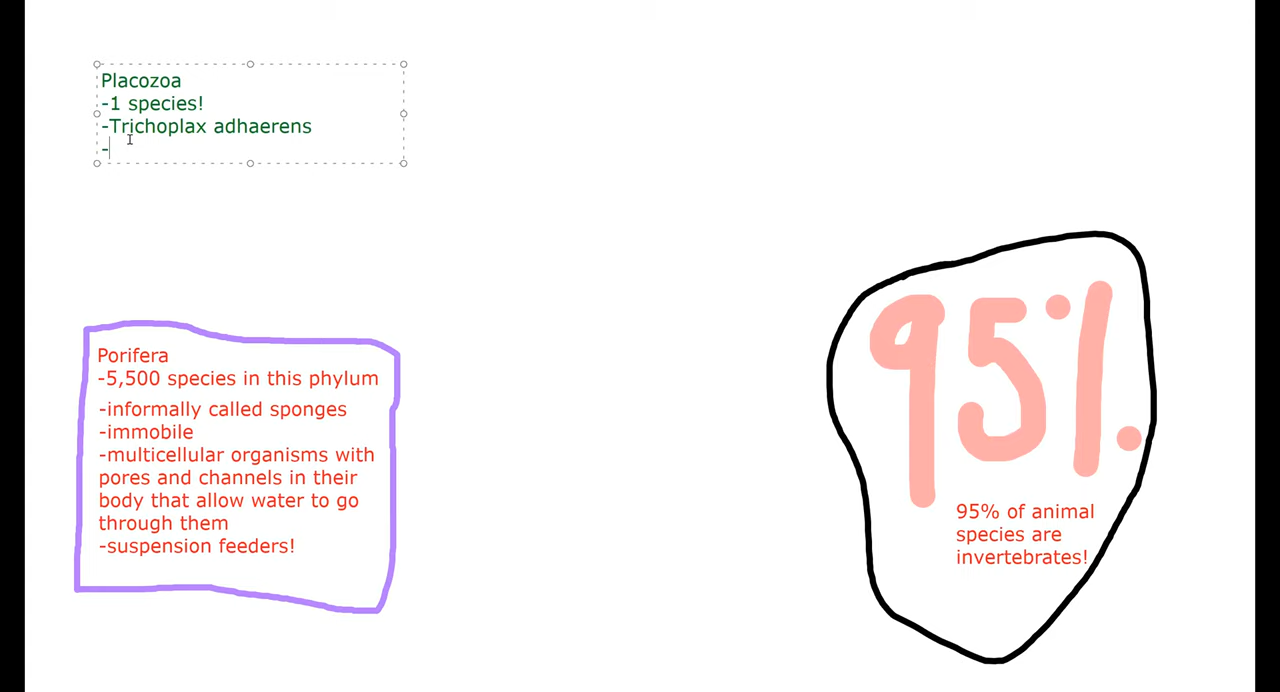 Placozoa
-1 species!
-Trichoplax adhaerens
-
Porifera
-5,500 species in this phylum
-informally called sponges
-immobile
-multicellular organisms with
pores and channels in their
body that allow water to go
through them
-suspension feeders!
95%
95% of animal
species are
invertebrates!